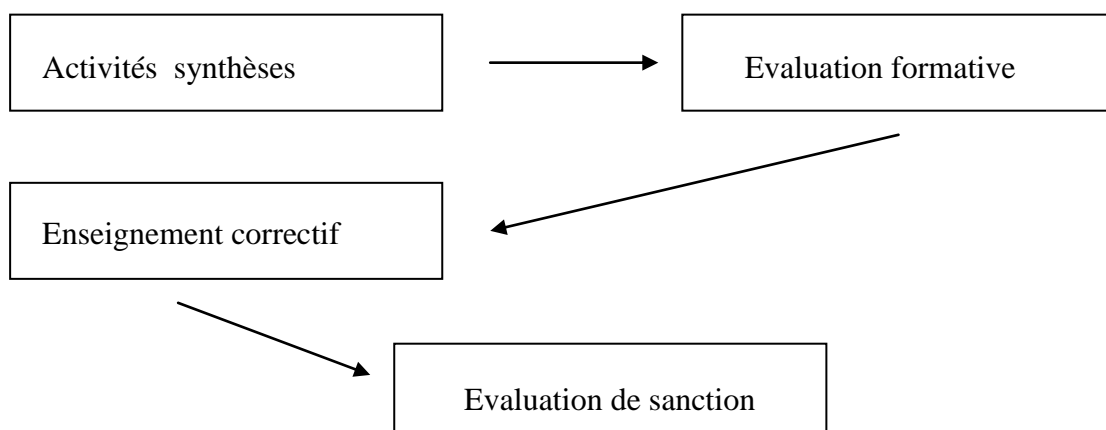 Activités synthèses
Evaluation formative
Enseignement correctif
Evaluation de sanction